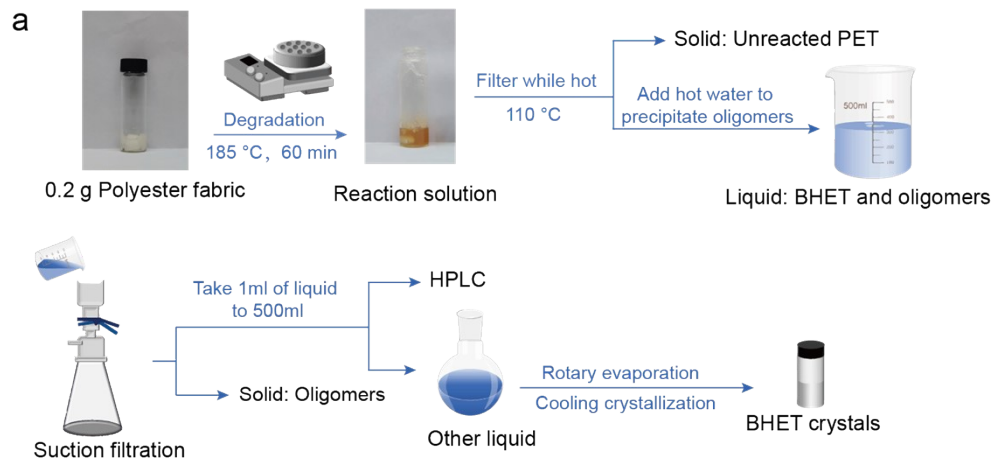 a
0.2 g Polyester fabric
Degradation
185 °C, 60 min
Reaction solution
Filter while hot
110 °C
Solid: Unreacted PET
Add hot water to
precipitate oligomers
500ml
Liquid: BHET and oligomers
Suction filtration
Take 1ml of liquid
to 500ml
HPLC
Solid: Oligomers
Other liquid
Rotary evaporation
Cooling crystallization
BHET crystals